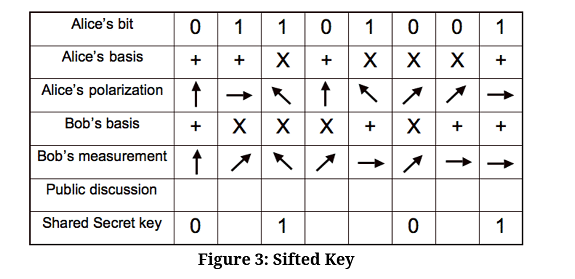 Alice's bit 0 1 1 0 1 0 0 1
Alice's basis + + X + X X X +
Alice's polarization ↑ → ↖ ↑ ↖ ↗ ↗ →
Bob's basis + X X X + X + +
Bob's measurement ↑ ↗ ↖ ↗ → ↗ → →
Public discussion
Shared Secret key 0 1 0 1
Figure 3: Sifted Key